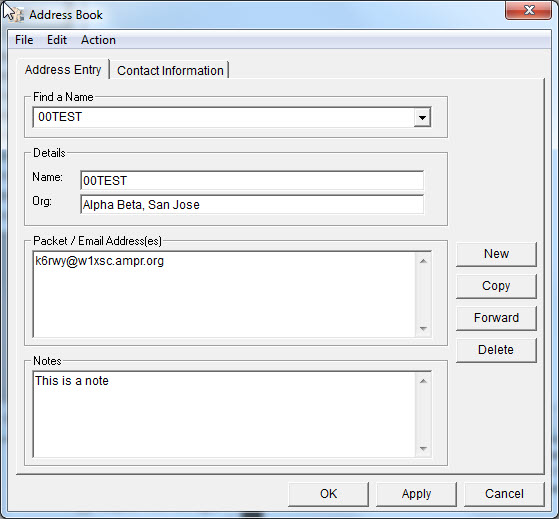 Address Book
File Edit Action
Address Entry Contact Information
Find a Name
00TEST
Details
Name: 00TEST
Org: Alpha Beta, San Jose
Packet / Email Address(es)
k6rwy@w1xsc.ampr.org
New
Copy
Forward
Delete
Notes
This is a note
OK Apply Cancel